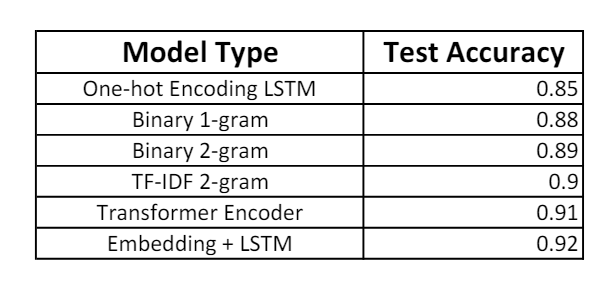 Model Type Test Accuracy
One-hot Encoding LSTM 0.85
Binary 1-gram 0.88
Binary 2-gram 0.89
TF-IDF 2-gram 0.9
Transformer Encoder 0.91
Embedding + LSTM 0.92